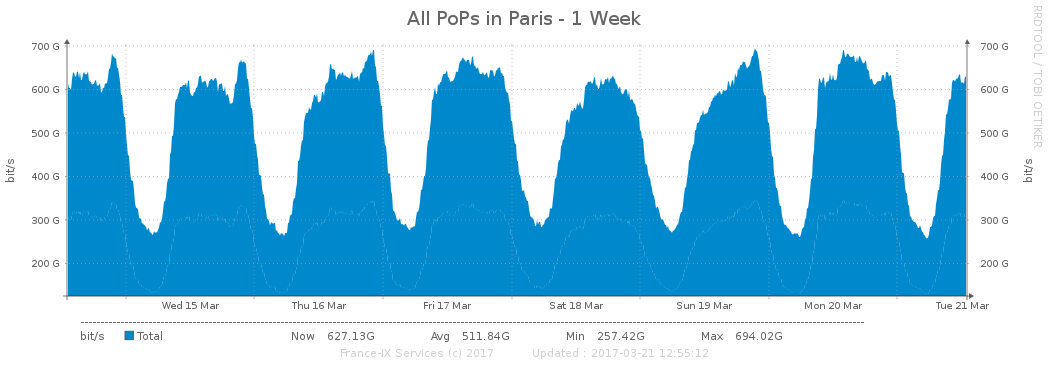 All PoPs in Paris - 1 Week
RRDTOOL / TOBI OETIKER
bit/s
700 G
600 G
500 G
400 G
300 G
200 G
700 G
600 G
500 G
400 G
300 G
200 G
bit/s
Wed 15 Mar Thu 16 Mar Fri 17 Mar Sat 18 Mar Sun 19 Mar Mon 20 Mar Tue 21 Mar
bit/s Total Now 627.13G Avg 511.84G Min 257.42G Max 694.02G
France-IX Services (c) 2017 Updated : 2017-03-21 12:55:12